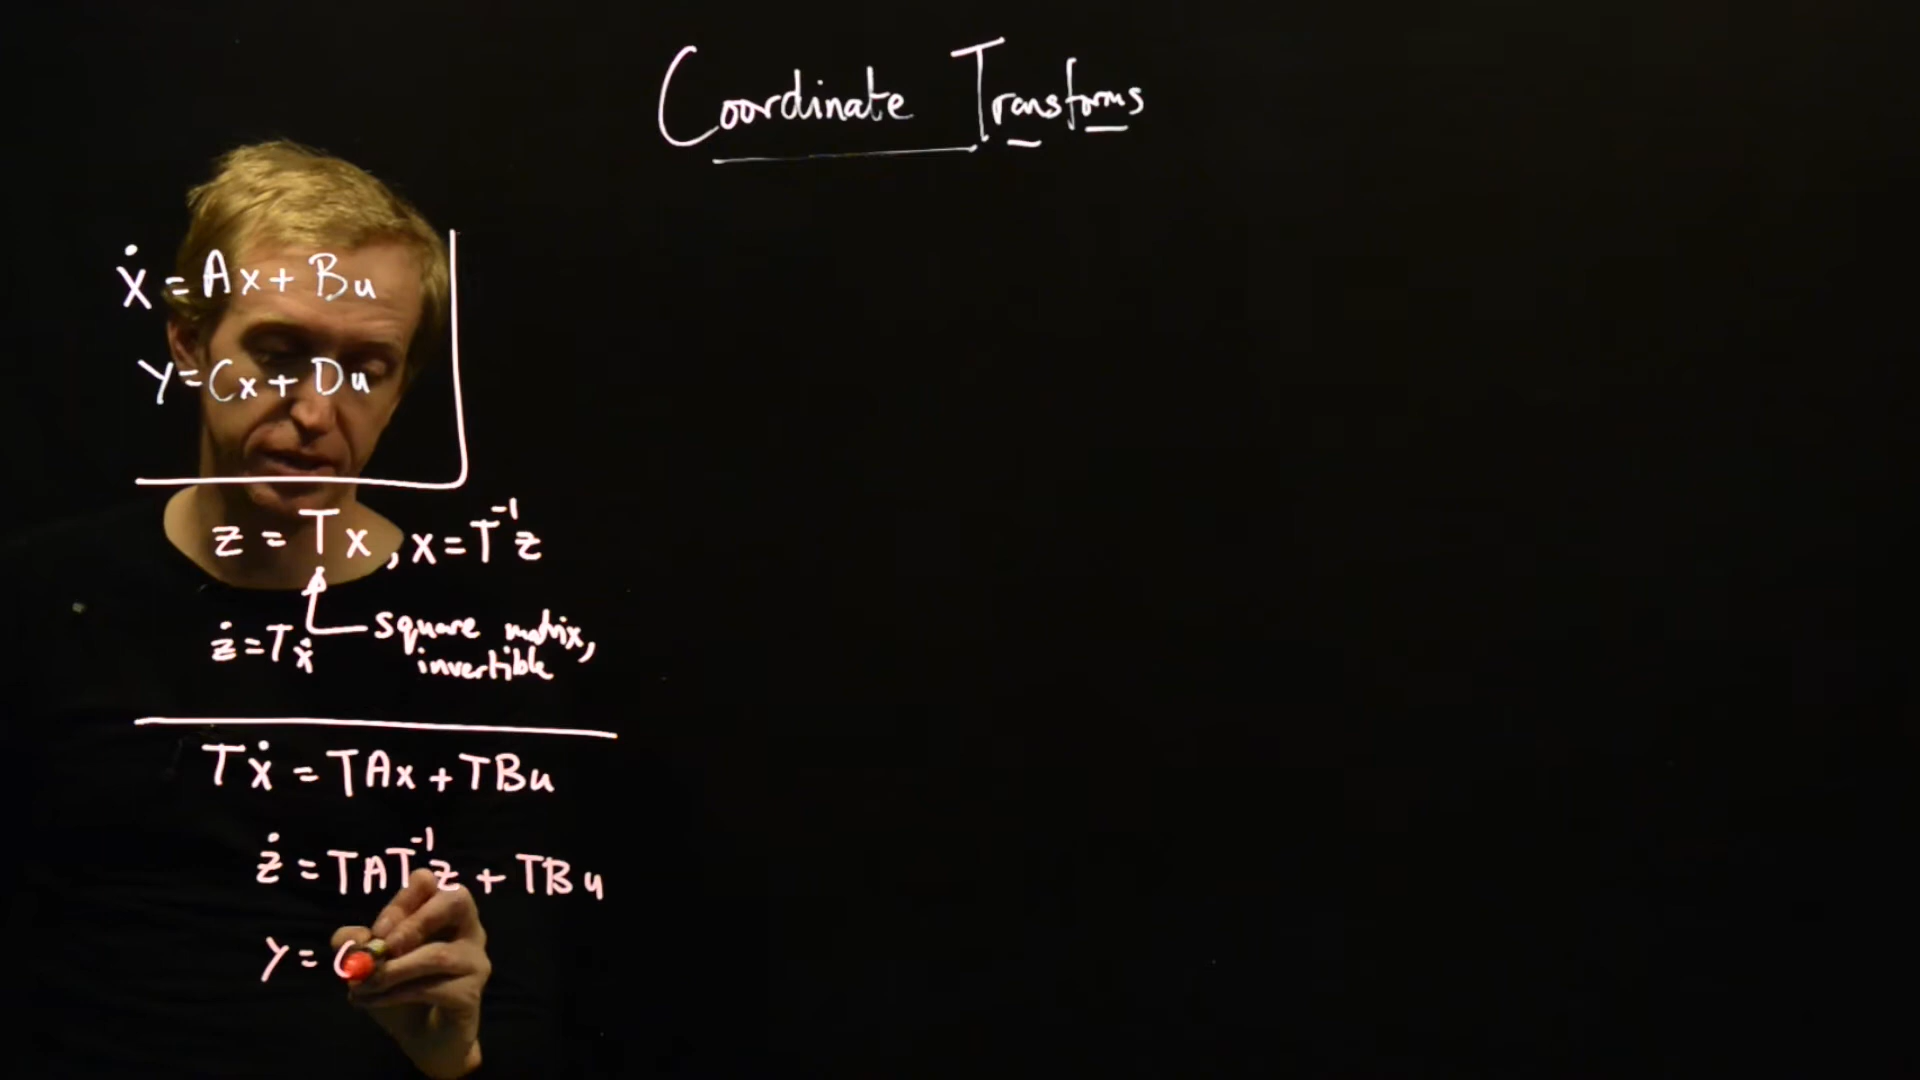 Coordinate Transforms
ẋ = Ax + Bu
y = Cx + Du
z = Tx, x = T⁻¹z
ż = Tẋ
square matrix,
invertible
Tẋ = TAx + TBu
ż = TAT⁻¹z + TBu
y = C